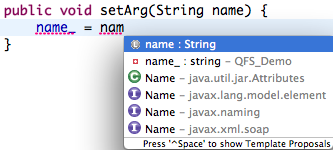 public void setArg(String name) {
name_ = nam
}
name : String
name_ : string - QFS_Demo
Name - java.util.jar.Attributes
Name - javax.lang.model.element
Name - javax.naming
Name - javax.xml.soap
Press '^Space' to show Template Proposals